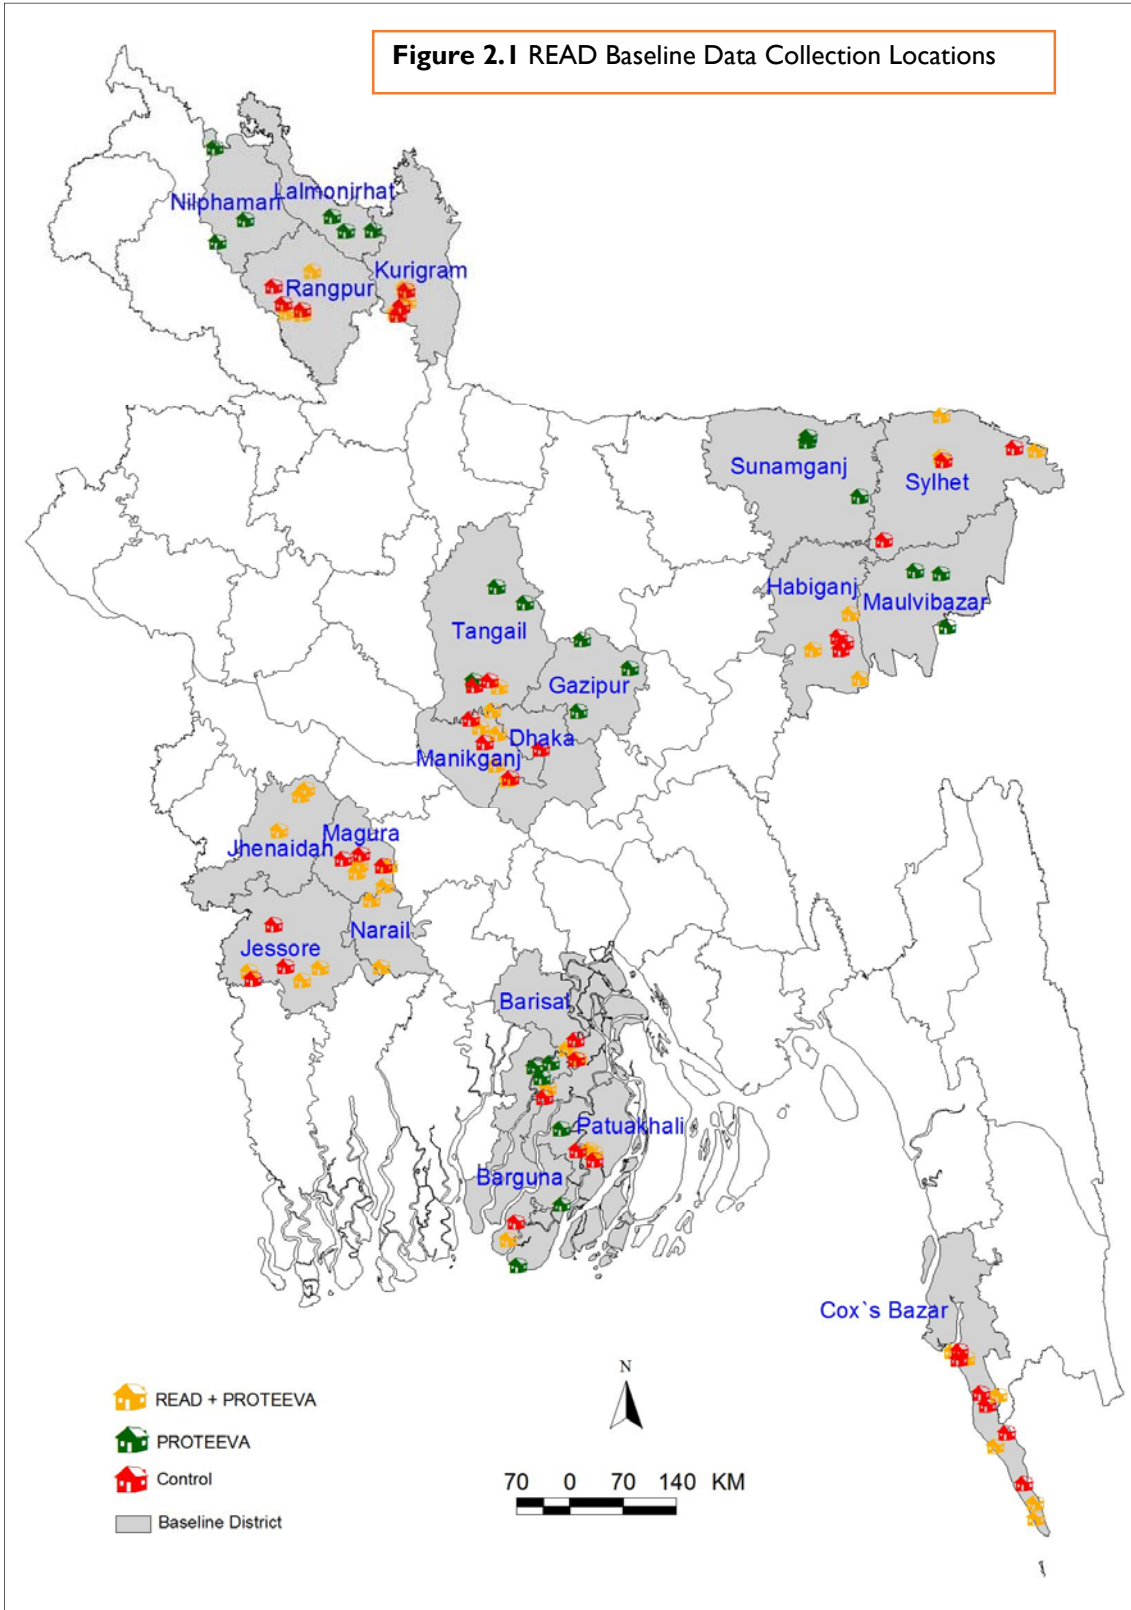 Figure 2.1 READ Baseline Data Collection Locations
Lalmonirhat
Nilphamari
Kurigram
Rangpur
Sunamganj
Sylhet
Habiganj
Maulvibazar
Tangail
Gazipur
Dhaka
Manikganj
Magura
Jhenaidah
Narail
Jessore
Barisal
Patuakhali
Barguna
Cox`s Bazar
N
READ + PROTEEVA
PROTEEVA
Control
Baseline District
70 0 70 140 KM